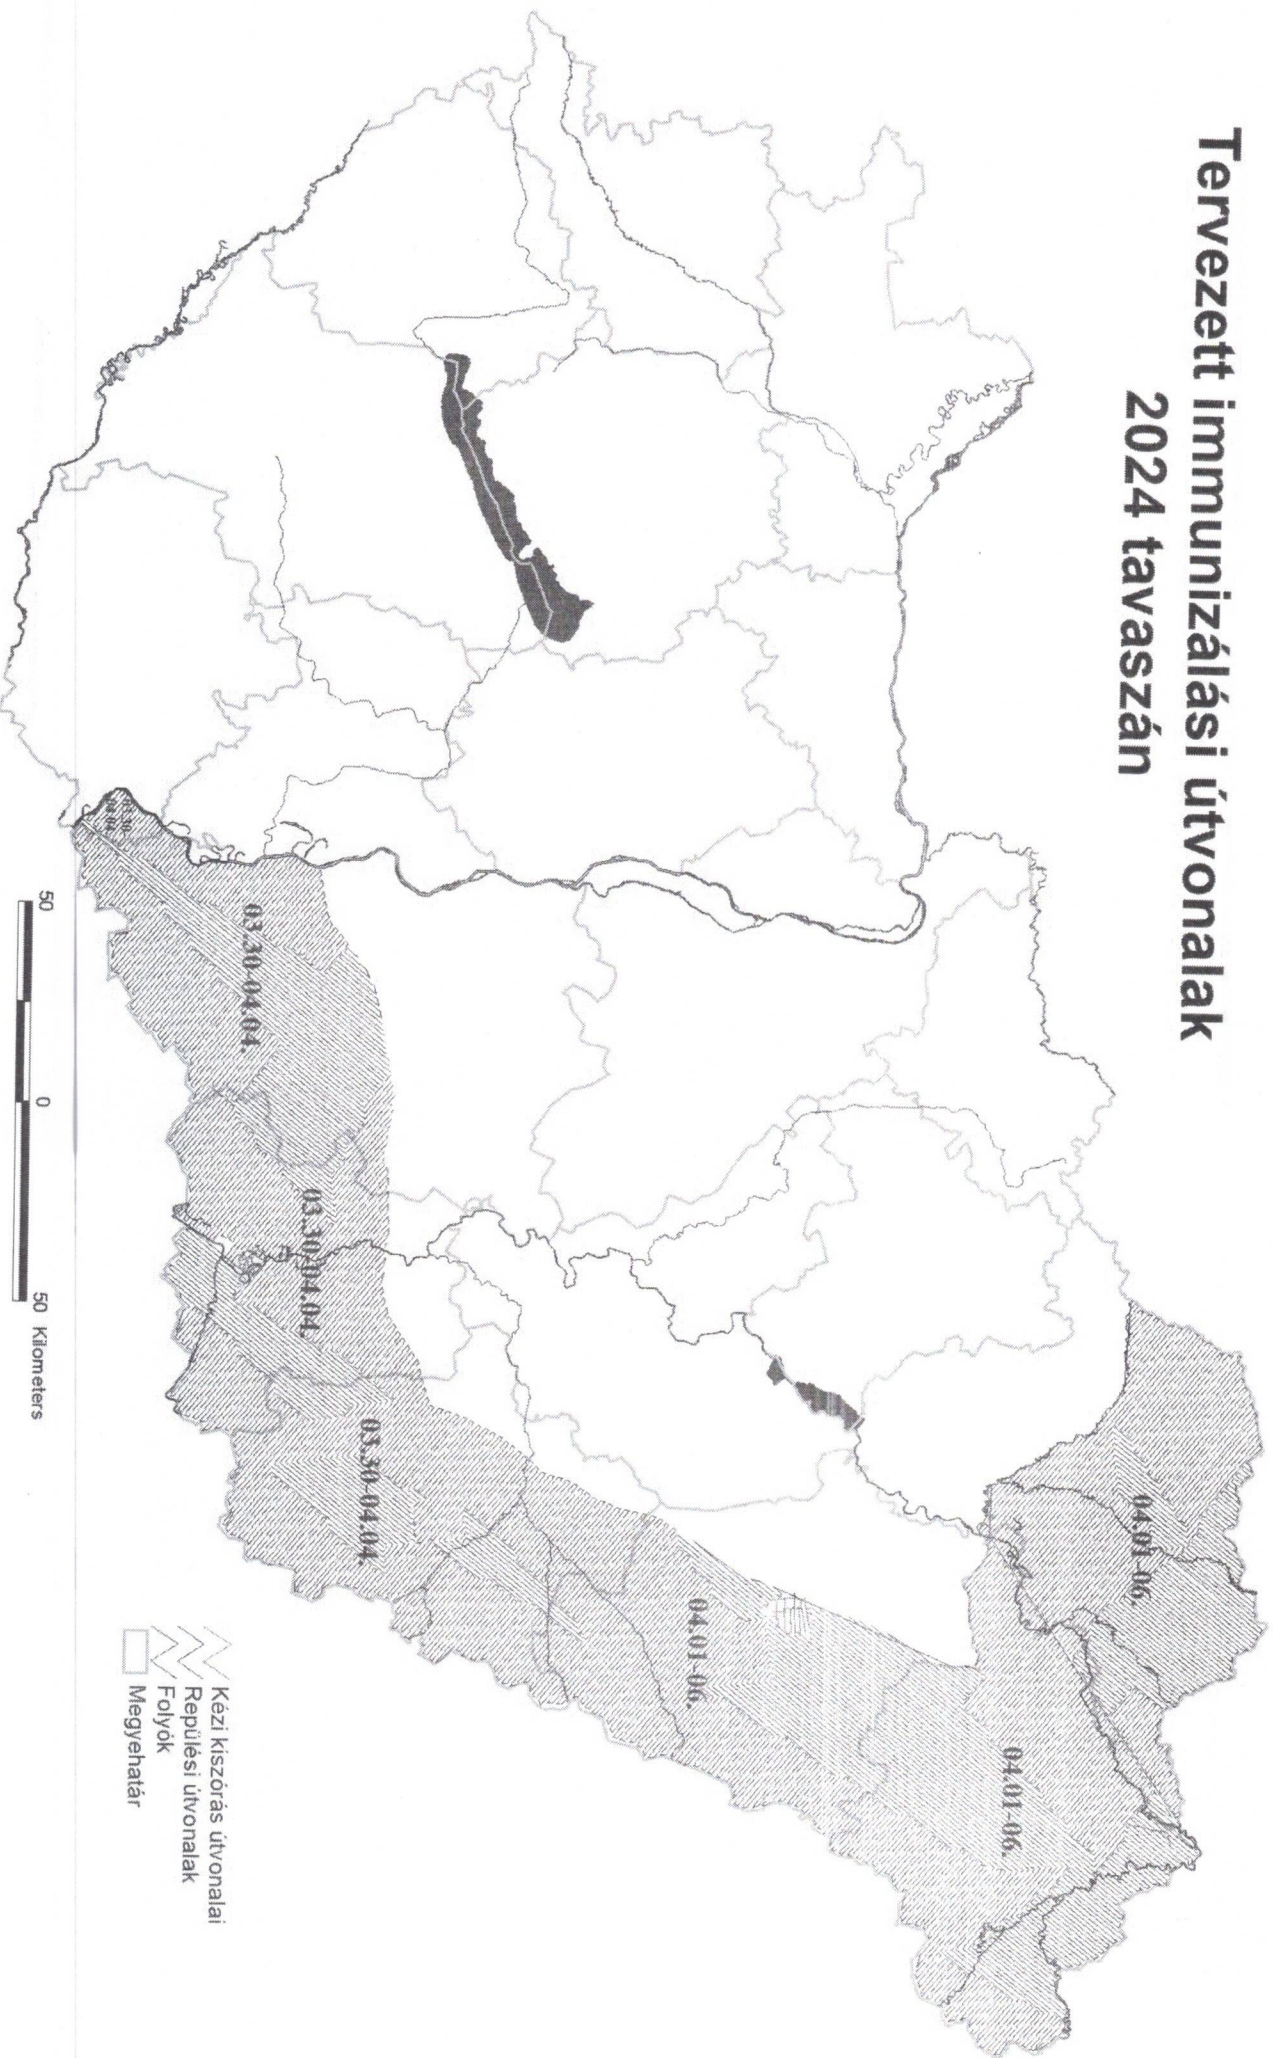 Tervezett immunizálási útvonalak
2024 tavaszán
04.01-06.
04.01-06.
04.01-06.
03.30-04.04.
03.30-04.04.
03.30-04.04.
Kézi kiszórás útvonalai
Repülési útvonalak
Folyók
Megyehatár
50 0 50 Kilometers